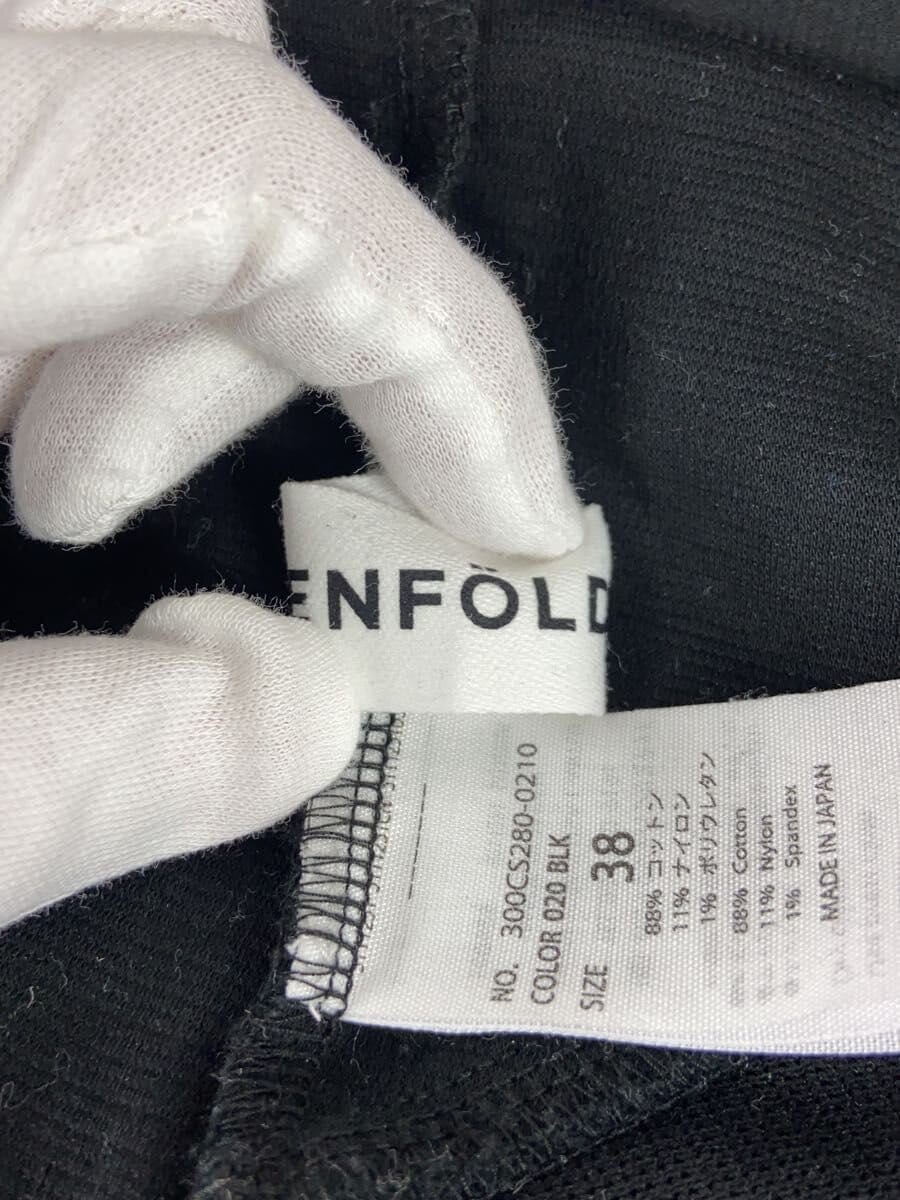 ENFÖLD
NO. 300CS280-0210
COLOR 020 BLK
SIZE 38
88% コットン
11% ナイロン
1% ポリウレタン
88% Cotton
11% Nylon
1% Spandex
MADE IN JAPAN